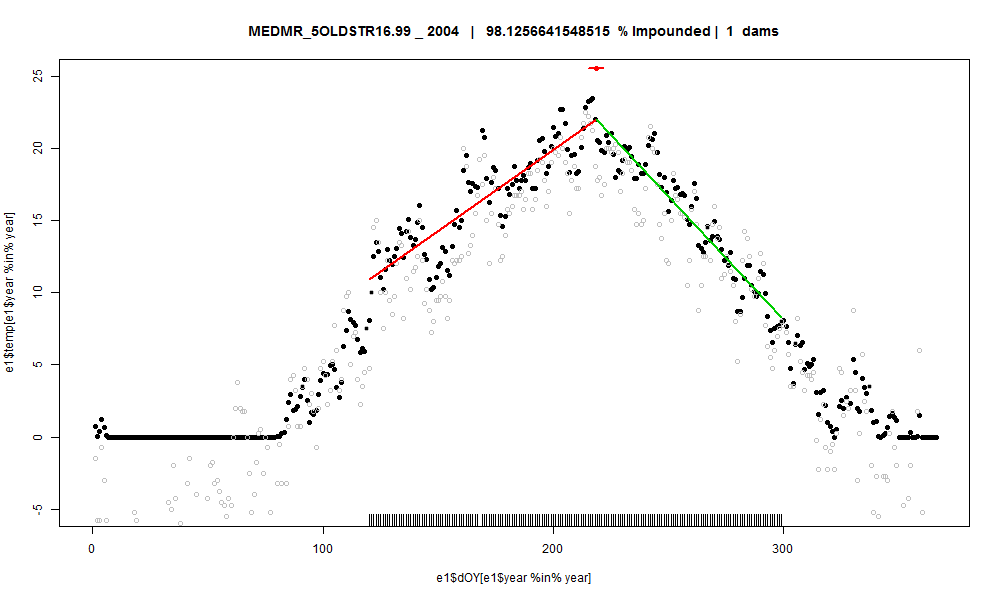 MEDMR_5OLDSTR16.99 _ 2004 | 98.1256641548515 % Impounded | 1 dams
e1$temp[e1$year %in% year]
25
20
15
10
5
0
-5
0 100 200 300
e1$dOY[e1$year %in% year]